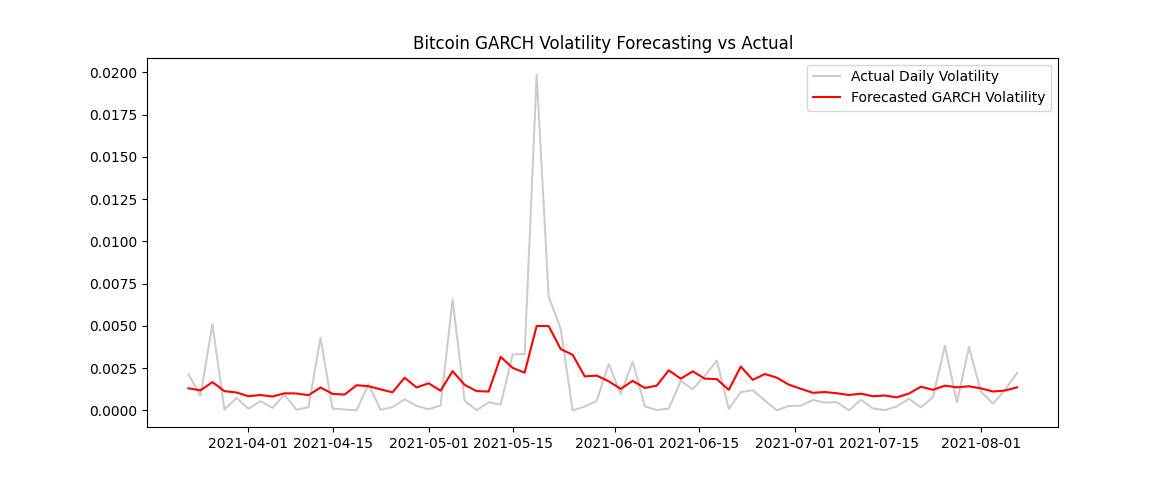 Bitcoin GARCH Volatility Forecasting vs Actual
Actual Daily Volatility
Forecasted GARCH Volatility
0.0200
0.0175
0.0150
0.0125
0.0100
0.0075
0.0050
0.0025
0.0000
2021-04-01 2021-04-15 2021-05-01 2021-05-15 2021-06-01 2021-06-15 2021-07-01 2021-07-15 2021-08-01